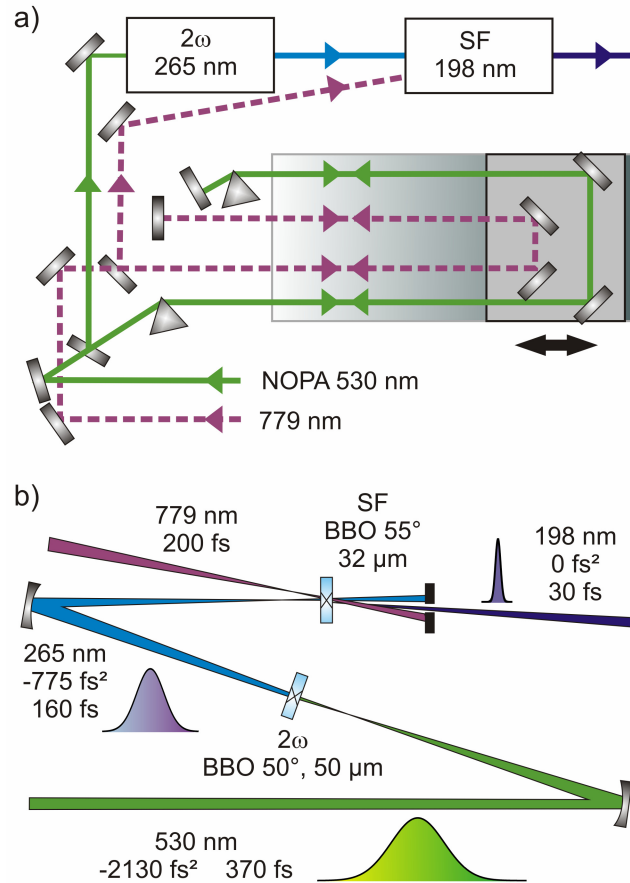 a)
2ω
265 nm
SF
198 nm
NOPA 530 nm
779 nm
b)
779 nm
200 fs
SF
BBO 55°
32 µm
198 nm
0 fs²
30 fs
265 nm
-775 fs²
160 fs
2ω
BBO 50°, 50 µm
530 nm
-2130 fs² 370 fs